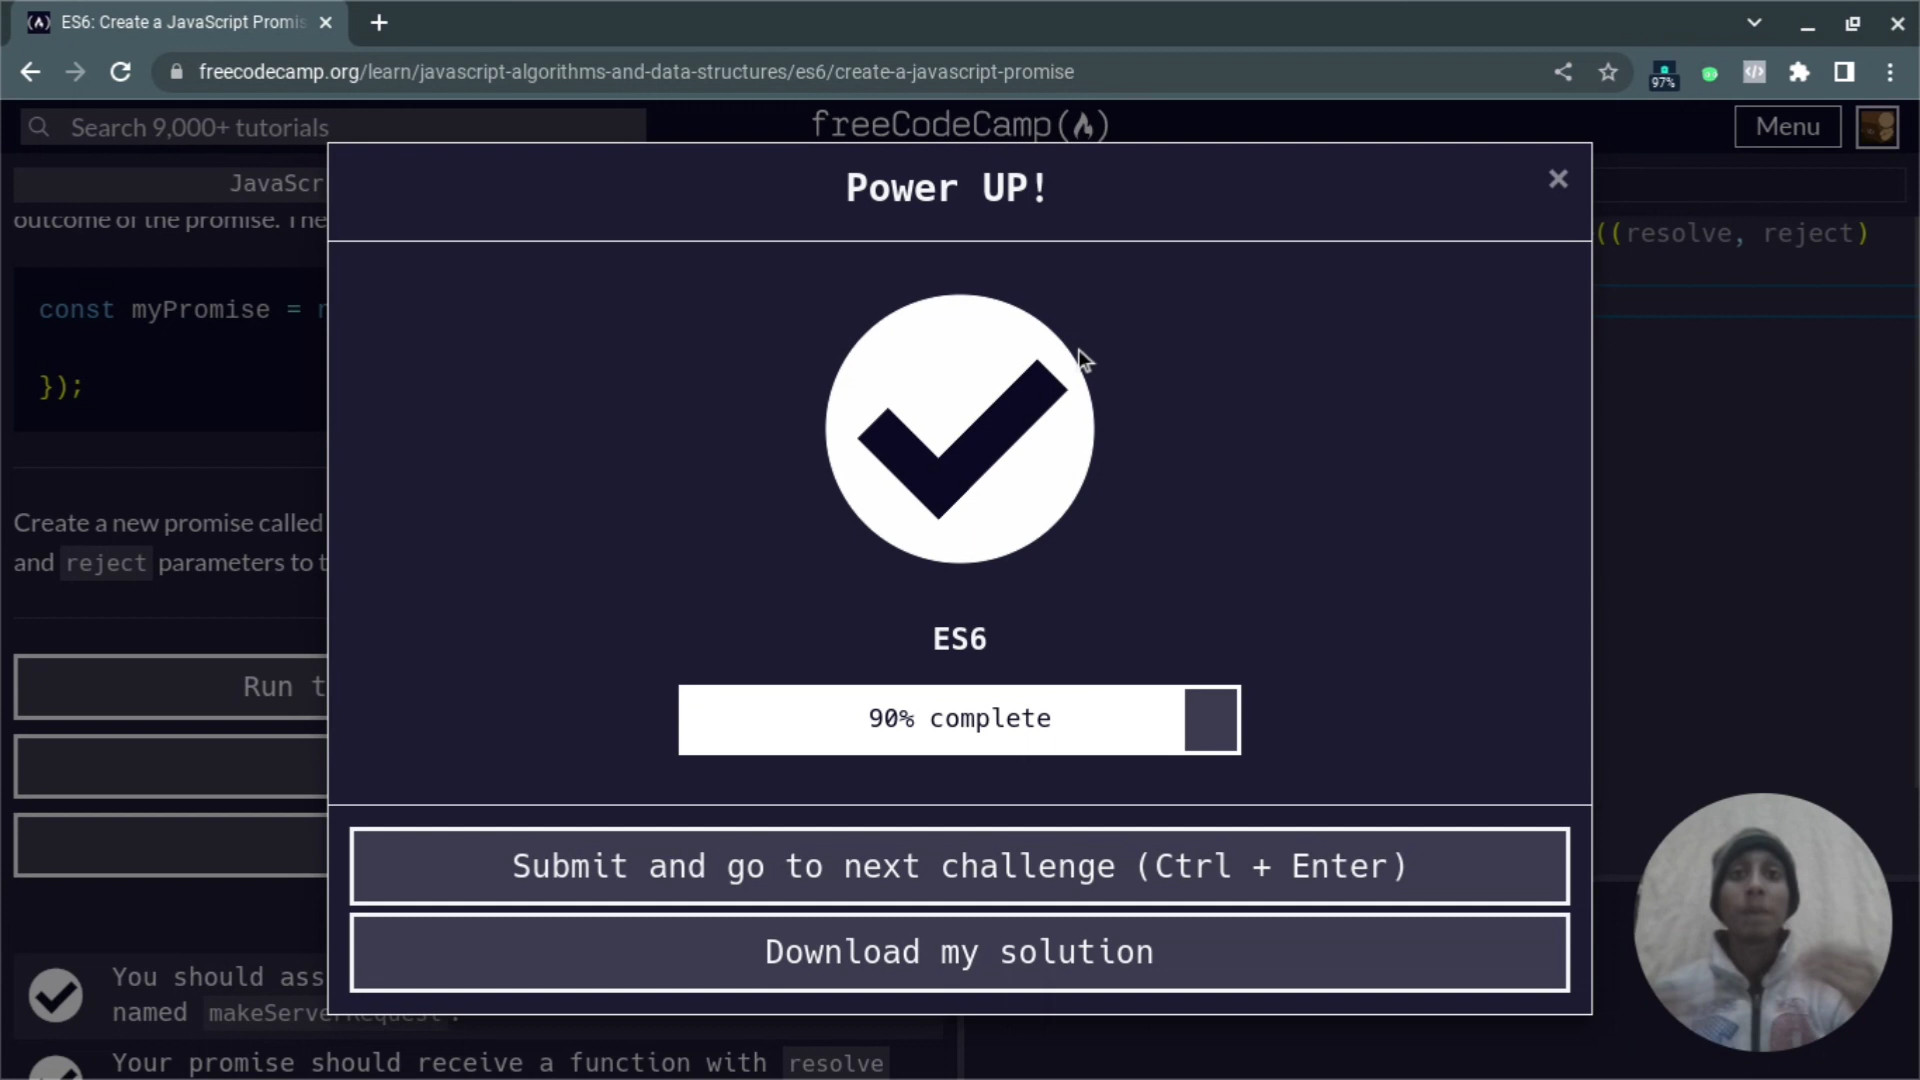 ES6: Create a JavaScript Promis
freecodecamp.org/learn/javascript-algorithms-and-data-structures/es6/create-a-javascript-promise
97%
Search 9,000+ tutorials
freeCodeCamp(🔥)
Menu
JavaScr
Power UP!
outcome of the promise. The
((resolve, reject)
const myPromise = n
});
Create a new promise called
and reject parameters to t
ES6
Run t
90% complete
Submit and go to next challenge (Ctrl + Enter)
Download my solution
You should ass
named makeServerRequest.
Your promise should receive a function with resolve